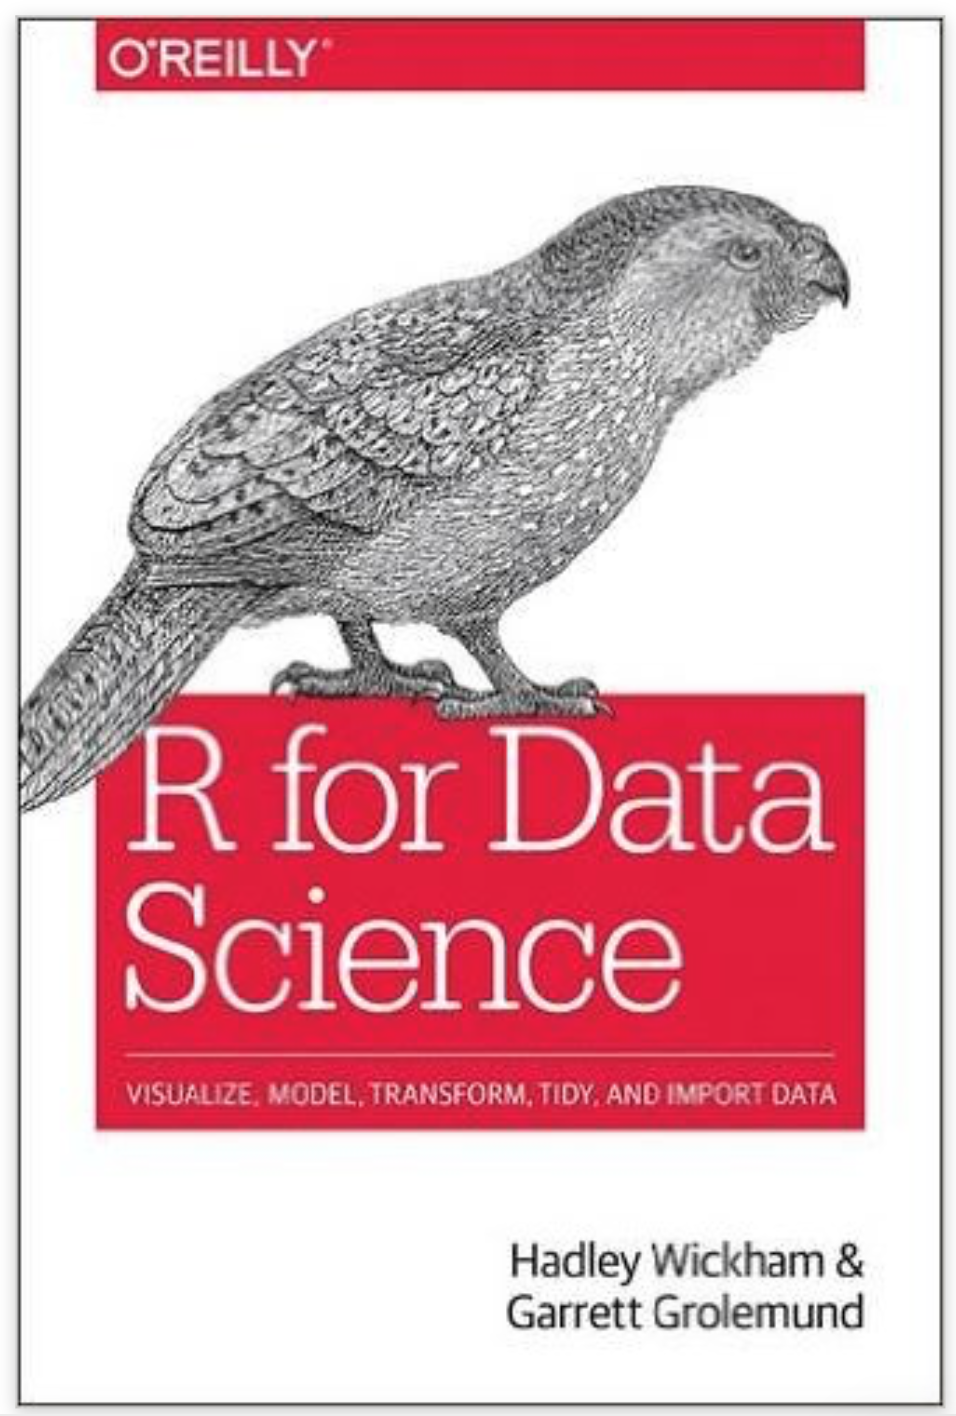 O'REILLY®
R for Data
Science
VISUALIZE, MODEL, TRANSFORM, TIDY, AND IMPORT DATA
Hadley Wickham &
Garrett Grolemund